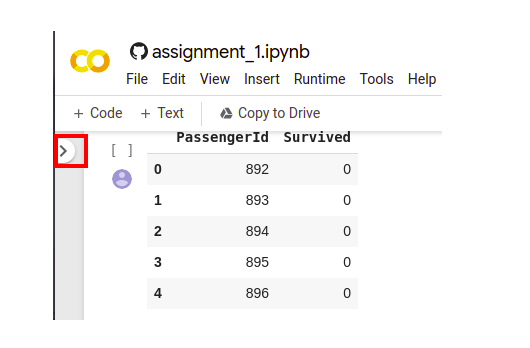 assignment_1.ipynb
File Edit View Insert Runtime Tools Help
+ Code + Text Copy to Drive
PassengerId Survived
[ ]
0 892 0
1 893 0
2 894 0
3 895 0
4 896 0